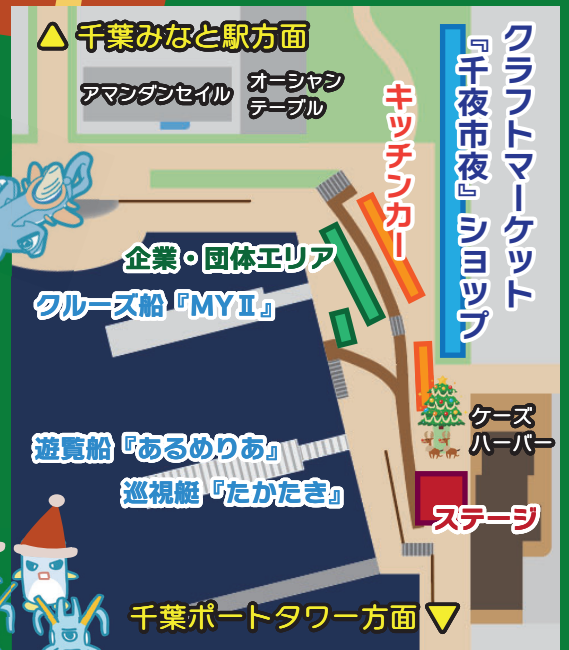 千葉みなと駅方面
アマンダンセイル
オーシャン
テーブル
クラフトマーケット
『千夜市夜』ショップ
キッチンカー
企業・団体エリア
クルーズ船『MYⅡ』
遊覧船『あるめりあ』
巡視艇『たかたき』
ケーズ
ハーバー
ステージ
千葉ポートタワー方面